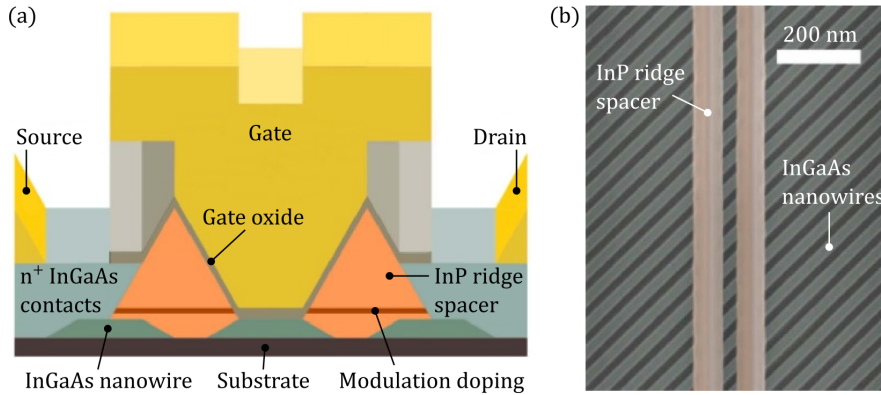 (a)
Gate
Source
Drain
Gate oxide
n⁺ InGaAs
contacts
InP ridge
spacer
InGaAs nanowire
Substrate
Modulation doping
(b)
200 nm
InP ridge
spacer
InGaAs
nanowires